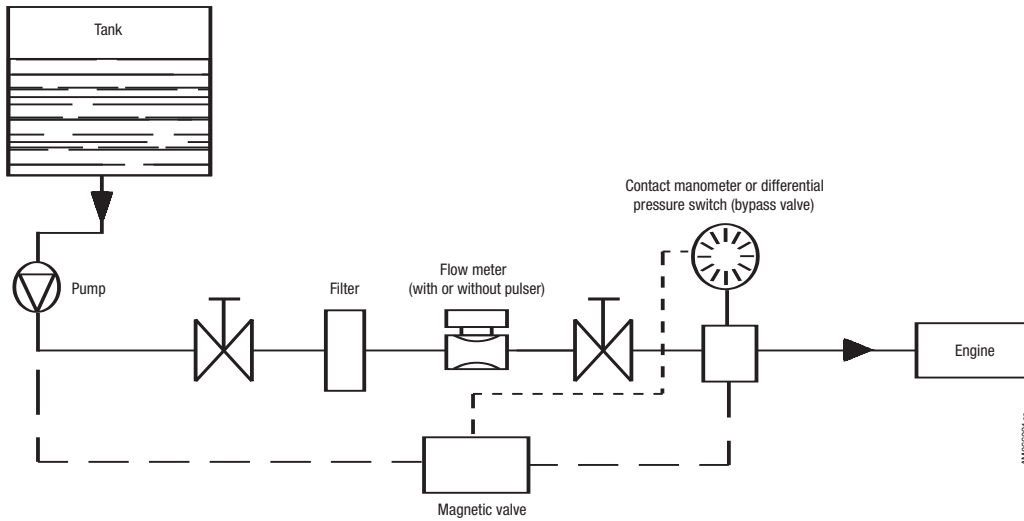 Tank
Contact manometer or differential
pressure switch (bypass valve)
Pump
Filter
Flow meter
(with or without pulser)
Engine
Magnetic valve